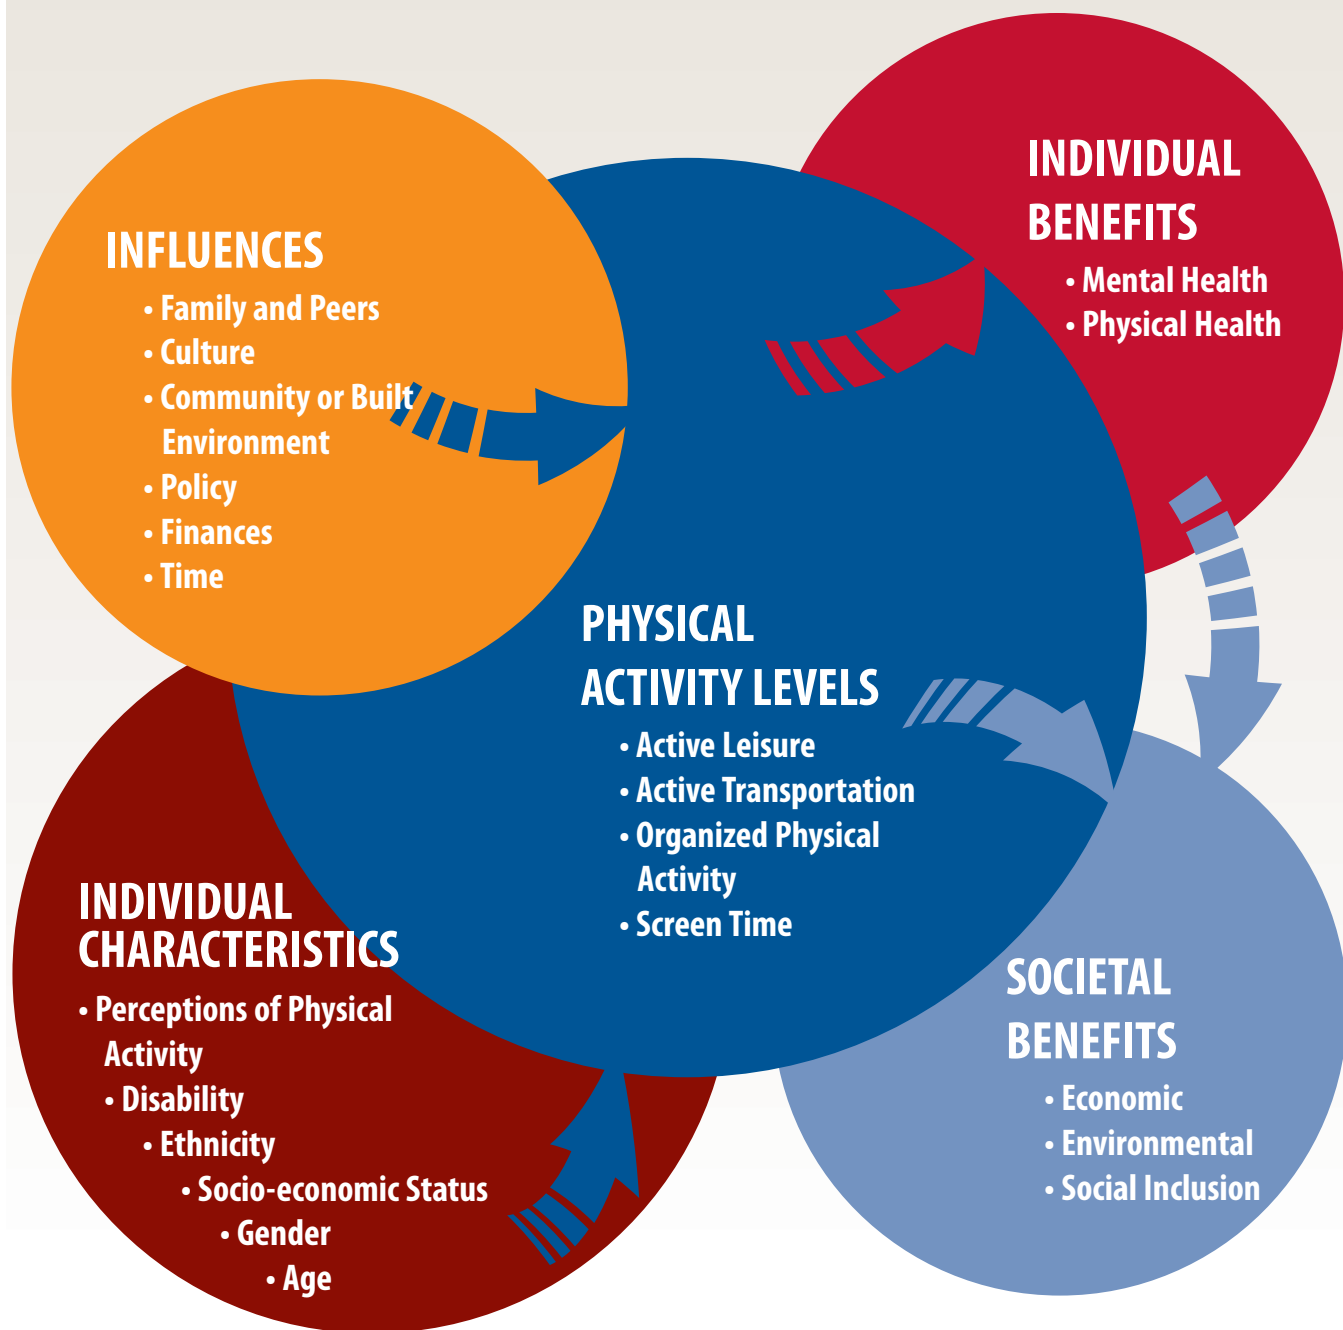 INFLUENCES
• Family and Peers
• Culture
• Community or Built
Environment
• Policy
• Finances
• Time
INDIVIDUAL
BENEFITS
• Mental Health
• Physical Health
PHYSICAL
ACTIVITY LEVELS
• Active Leisure
• Active Transportation
• Organized Physical
Activity
• Screen Time
INDIVIDUAL
CHARACTERISTICS
• Perceptions of Physical
Activity
• Disability
• Ethnicity
• Socio-economic Status
• Gender
• Age
SOCIETAL
BENEFITS
• Economic
• Environmental
• Social Inclusion